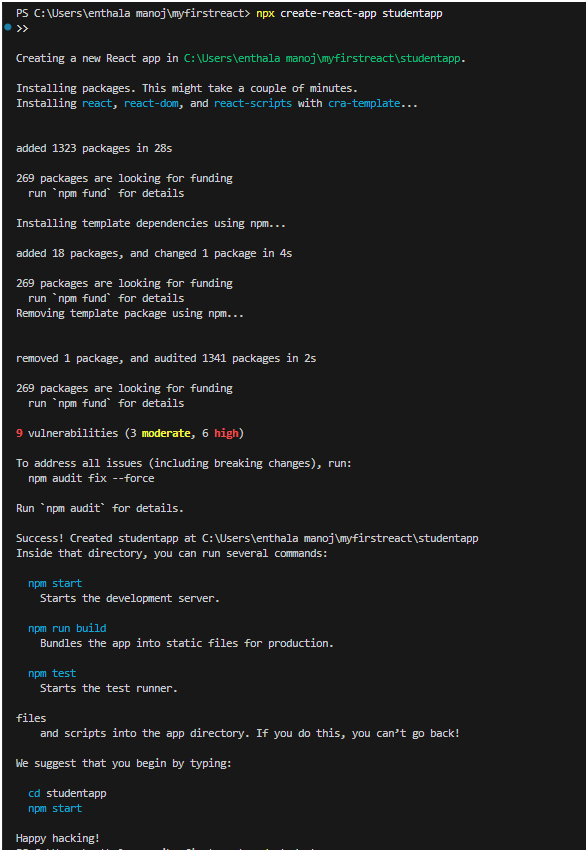 PS C:\Users\enthala manoj\myfirstreact> npx create-react-app studentapp
>>
Creating a new React app in C:\Users\enthala manoj\myfirstreact\studentapp.
Installing packages. This might take a couple of minutes.
Installing react, react-dom, and react-scripts with cra-template...
added 1323 packages in 28s
269 packages are looking for funding
  run `npm fund` for details
Installing template dependencies using npm...
added 18 packages, and changed 1 package in 4s
269 packages are looking for funding
  run `npm fund` for details
Removing template package using npm...
removed 1 package, and audited 1341 packages in 2s
269 packages are looking for funding
  run `npm fund` for details
9 vulnerabilities (3 moderate, 6 high)
To address all issues (including breaking changes), run:
  npm audit fix --force
Run `npm audit` for details.
Success! Created studentapp at C:\Users\enthala manoj\myfirstreact\studentapp
Inside that directory, you can run several commands:
  npm start
    Starts the development server.
  npm run build
    Bundles the app into static files for production.
  npm test
    Starts the test runner.
files
    and scripts into the app directory. If you do this, you can’t go back!
We suggest that you begin by typing:
  cd studentapp
  npm start
Happy hacking!